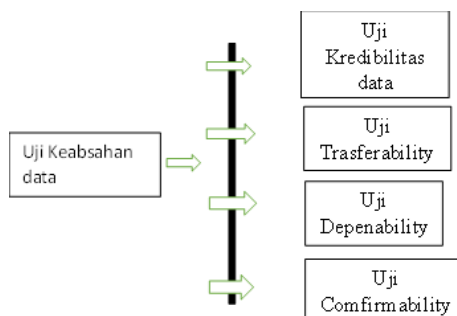 Uji Keabsahan
data
Uji
Kredibilitas
data
Uji
Trasferability
Uji
Depenability
Uji
Comfirmability